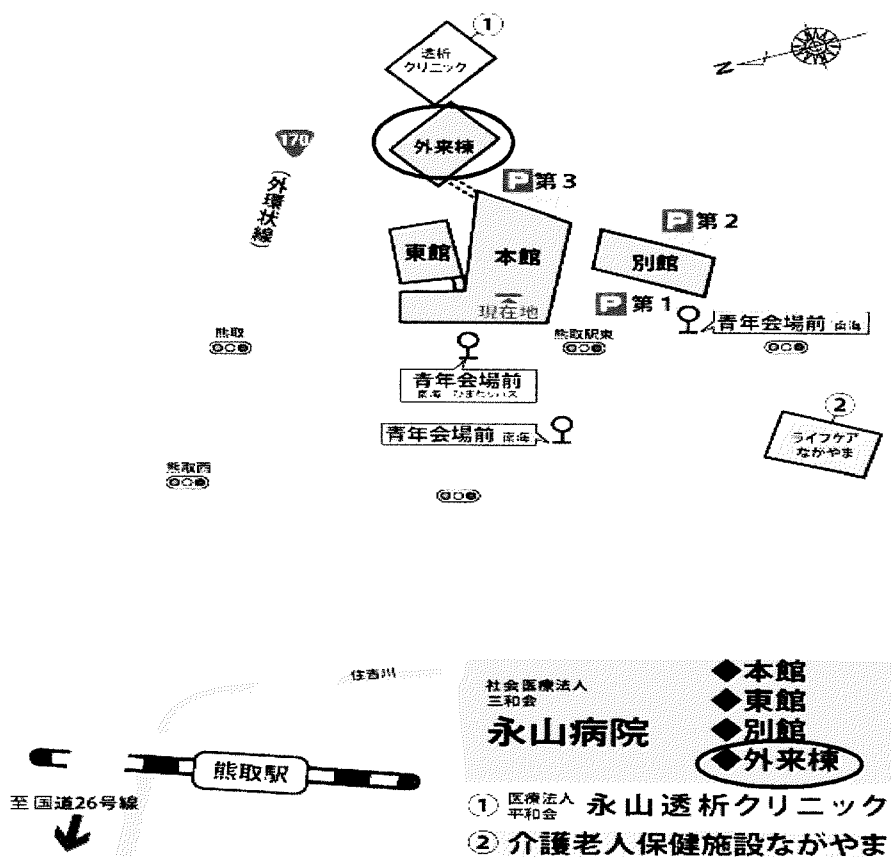 ①
透析
クリニック
N
外来棟
170
(外環状線)
P第3
P第2
東館
本館
別館
現在地
P第1
青年会場前 南海
熊取
熊取駅東
青年会場前
南海 ひまわりバス
②
青年会場前 南海
ライフケア
ながやま
熊取西
住吉川
熊取駅
至 国道26号線
社会医療法人
三和会
永山病院
◆本館
◆東館
◆別館
◆外来棟
① 医療法人
平和会 永山透析クリニック
② 介護老人保健施設ながやま